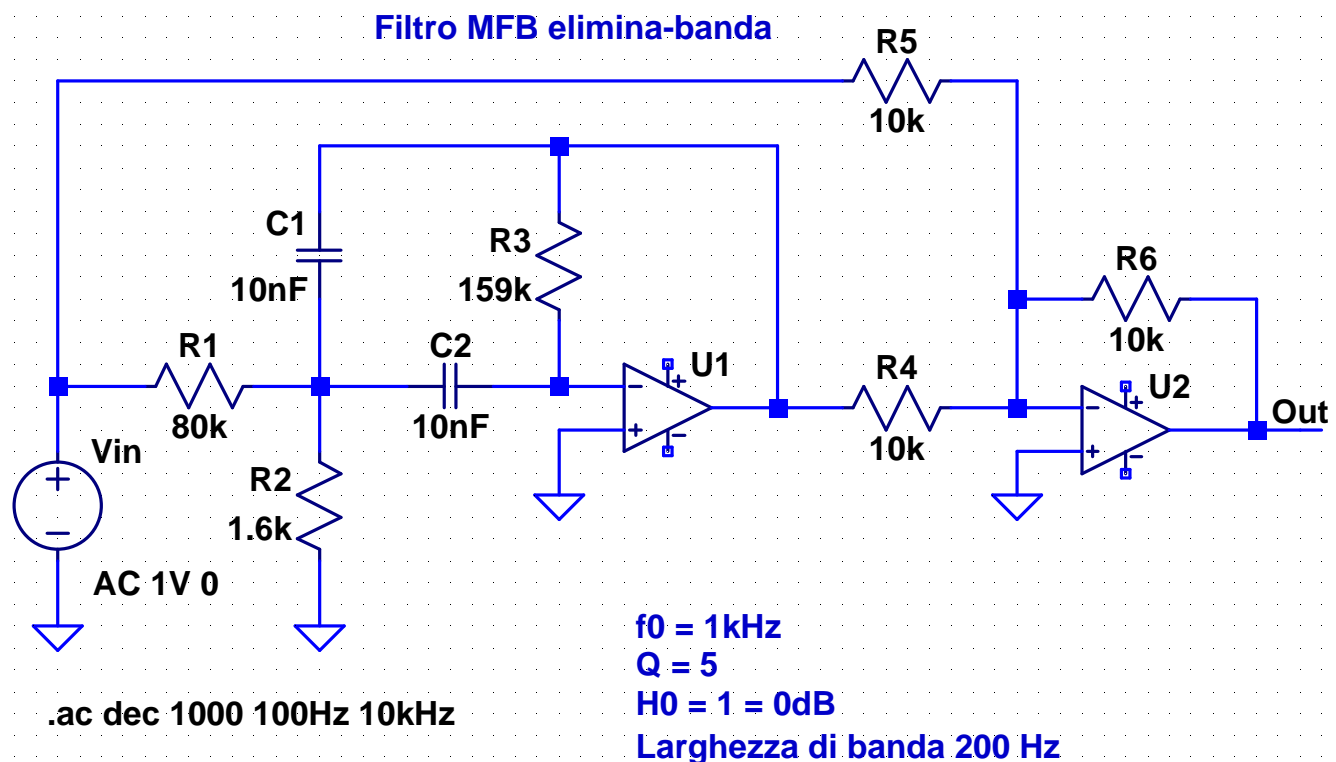 Filtro MFB elimina-banda
R5
10k
C1
10nF
R3
159k
R6
10k
R1
80k
C2
10nF
U1
R4
10k
U2
Out
Vin
R2
1.6k
AC 1V 0
f0 = 1kHz
Q = 5
H0 = 1 = 0dB
Larghezza di banda 200 Hz
.ac dec 1000 100Hz 10kHz